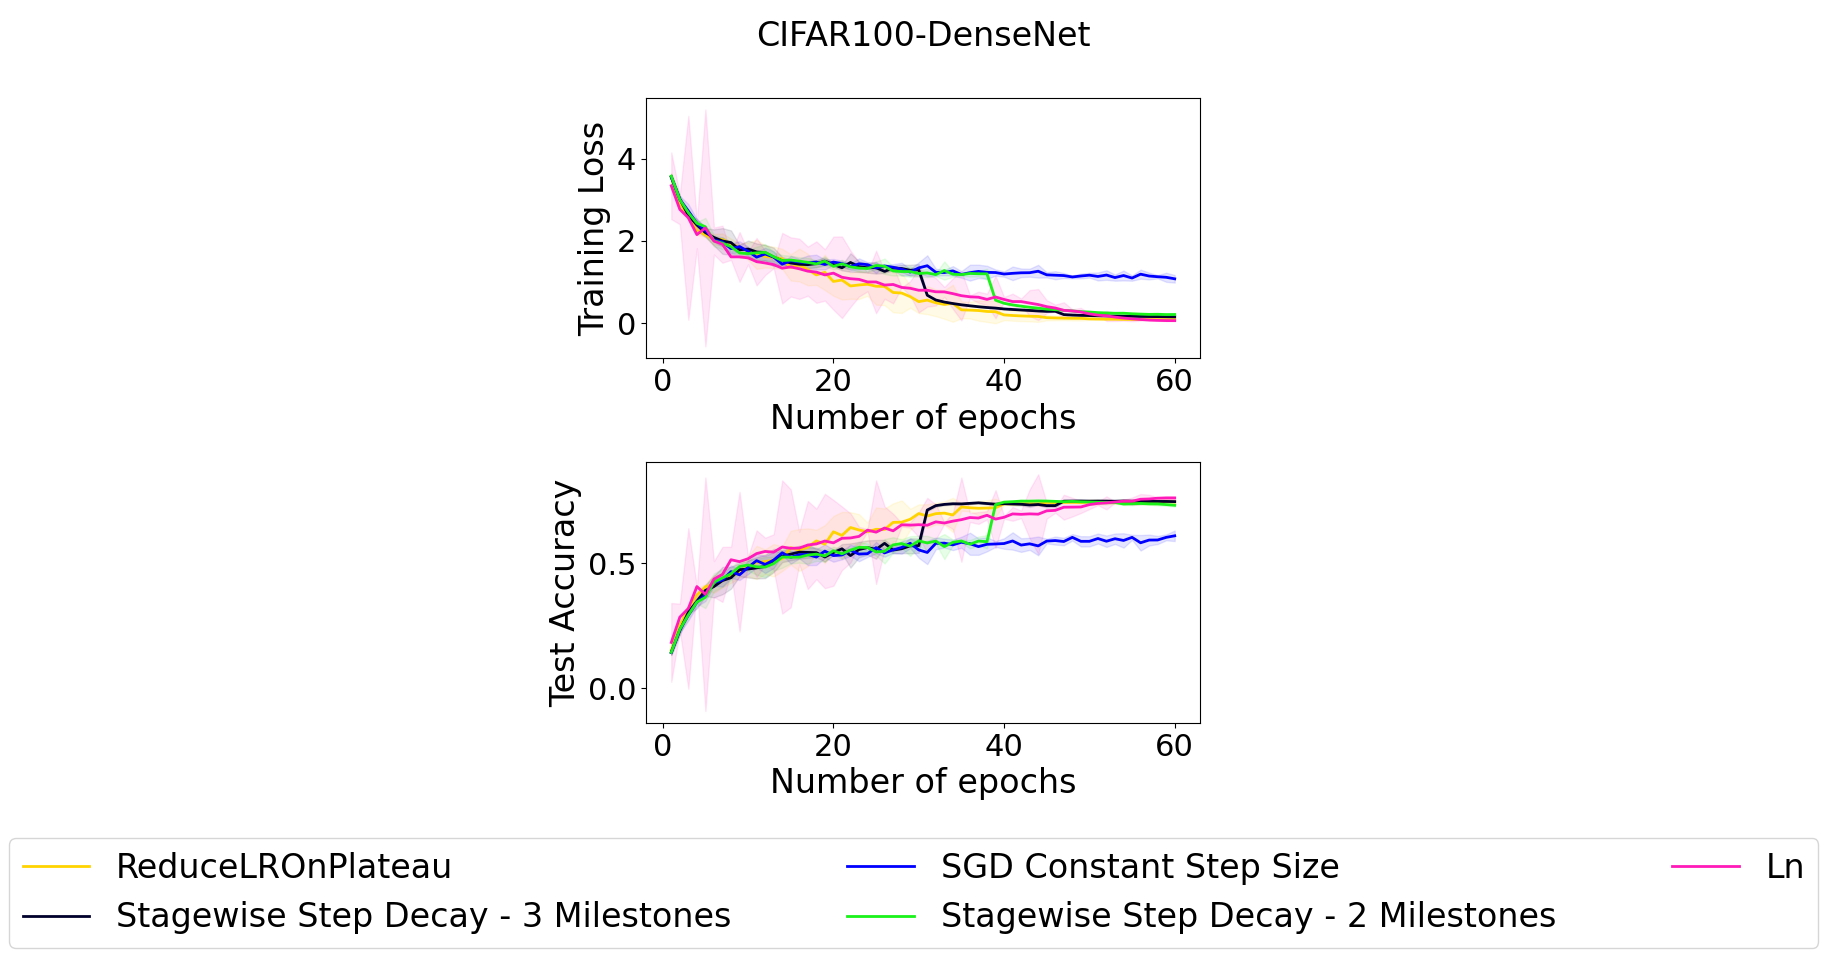 CIFAR100-DenseNet
Training Loss
4
2
0
0 20 40 60
Number of epochs
Test Accuracy
0.5
0.0
0 20 40 60
Number of epochs
ReduceLROnPlateau
Stagewise Step Decay - 3 Milestones
SGD Constant Step Size
Stagewise Step Decay - 2 Milestones
Ln